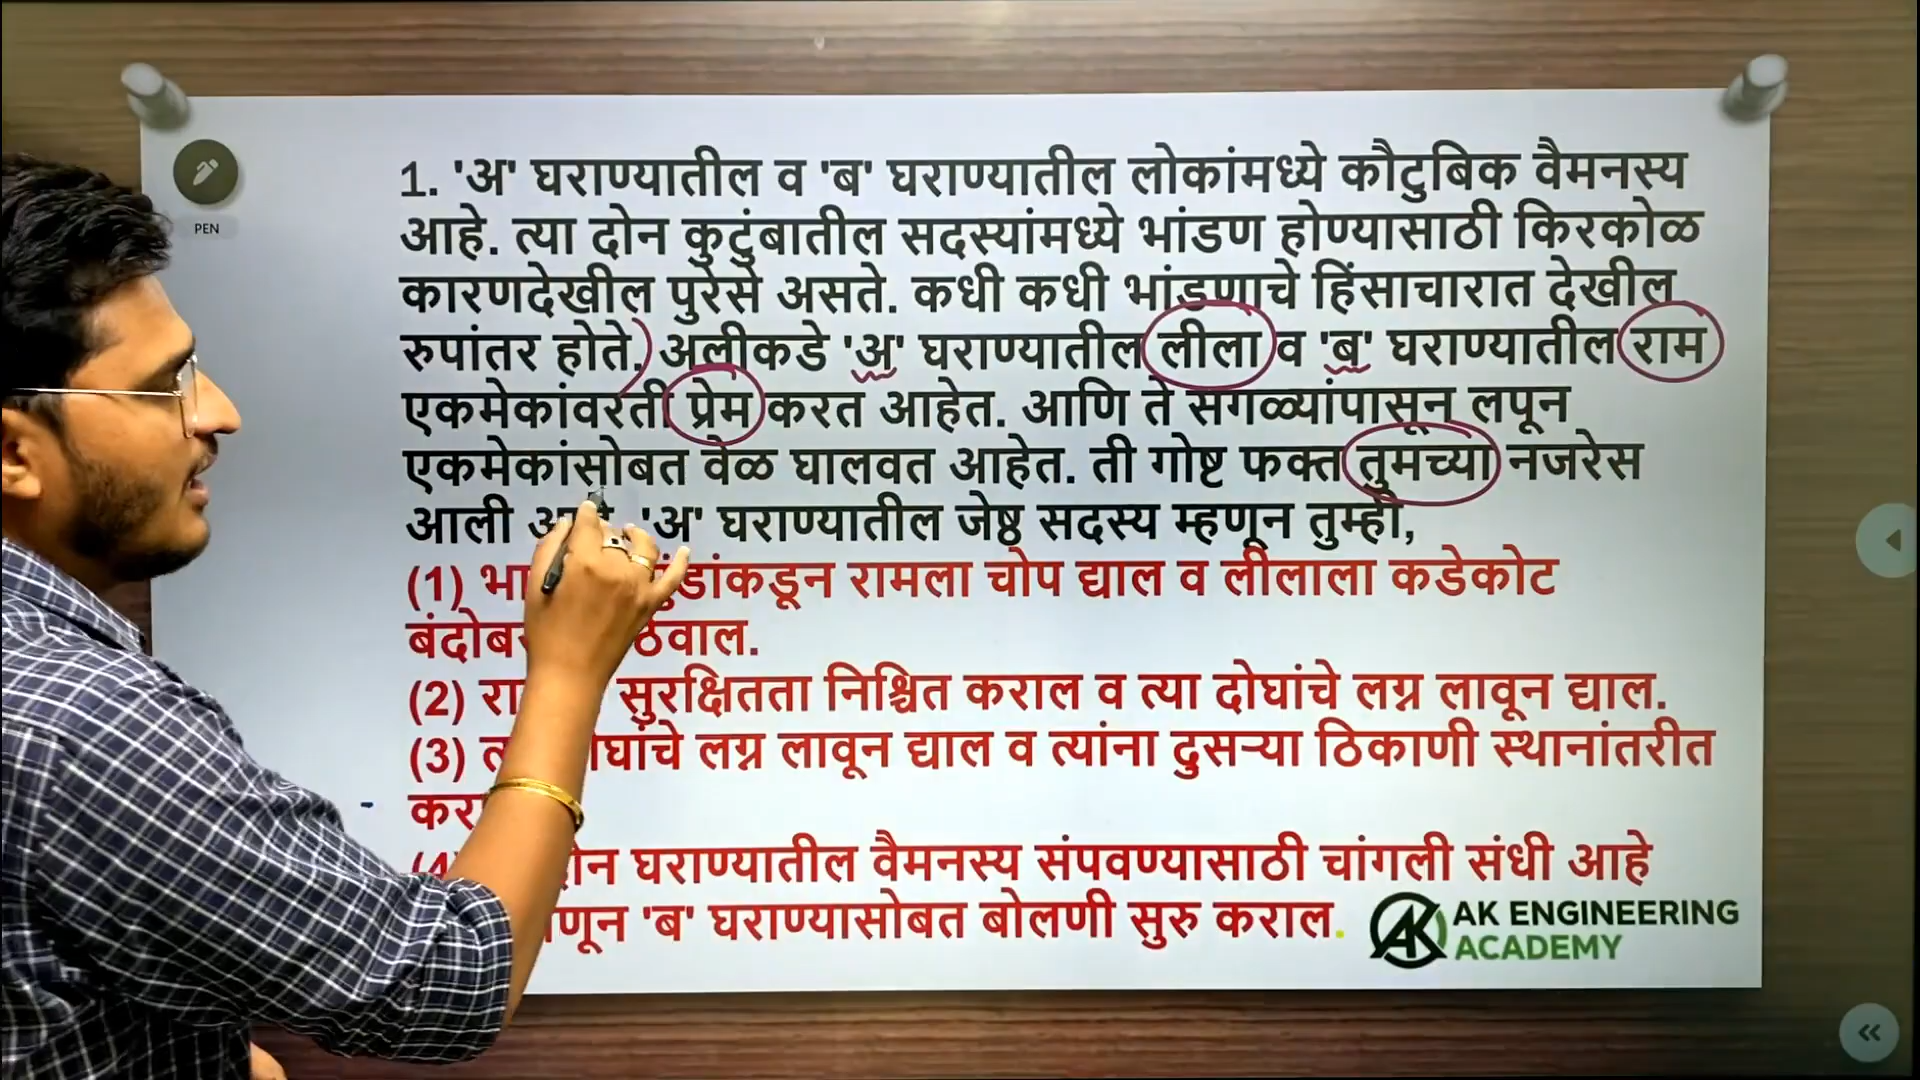 PEN
1. 'अ' घराण्यातील व 'ब' घराण्यातील लोकांमध्ये कौटुबिक वैमनस्य
आहे. त्या दोन कुटुंबातील सदस्यांमध्ये भांडण होण्यासाठी किरकोळ
कारणदेखील पुरेसे असते. कधी कधी भांडणाचे हिंसाचारात देखील
रुपांतर होते. अलीकडे 'अ' घराण्यातील लीला व 'ब' घराण्यातील राम
एकमेकांवरती प्रेम करत आहेत. आणि ते सगळ्यांपासून लपून
एकमेकांसोबत वेळ घालवत आहेत. ती गोष्ट फक्त तुमच्या नजरेस
आली 'अ' घराण्यातील जेष्ठ सदस्य म्हणून तुम्ही,
(1) रामला चोप द्याल व लीलाला कडेकोट
(2) सुरक्षितता निश्चित कराल व त्या दोघांचे लग्न लावून द्याल.
(3) लग्न लावून द्याल व त्यांना दुसऱ्या ठिकाणी स्थानांतरीत
घराण्यातील वैमनस्य संपवण्यासाठी चांगली संधी आहे
'ब' घराण्यासोबत बोलणी सुरु कराल.
AK ENGINEERING
ACADEMY